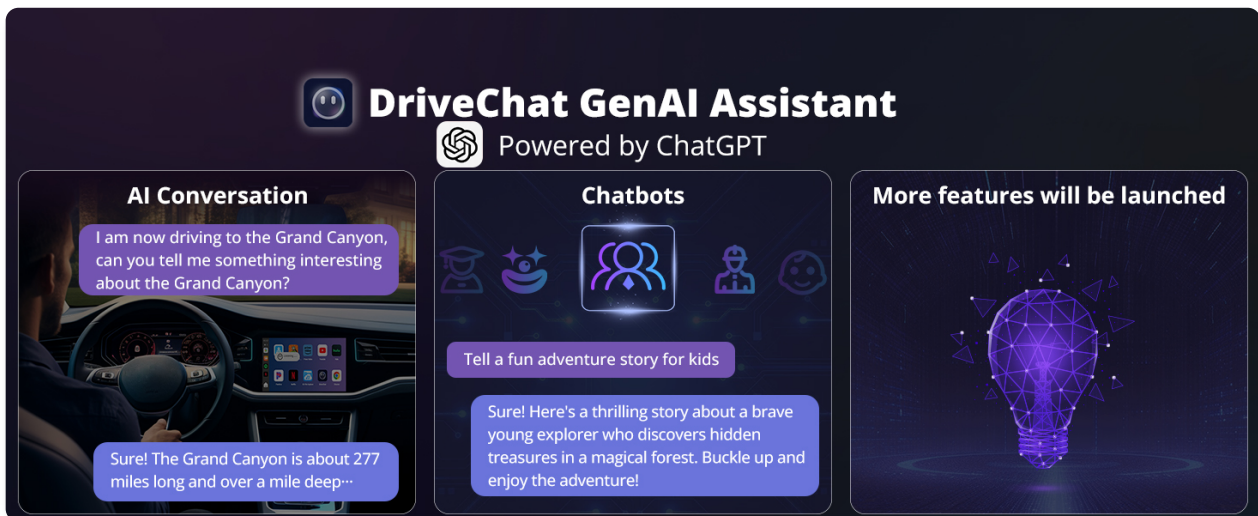 DriveChat GenAI Assistant
Powered by ChatGPT
AI Conversation
I am now driving to the Grand Canyon,
can you tell me something interesting
about the Grand Canyon?
Sure! The Grand Canyon is about 277
miles long and over a mile deep···
Chatbots
Tell a fun adventure story for kids
Sure! Here's a thrilling story about a brave
young explorer who discovers hidden
treasures in a magical forest. Buckle up and
enjoy the adventure!
More features will be launched